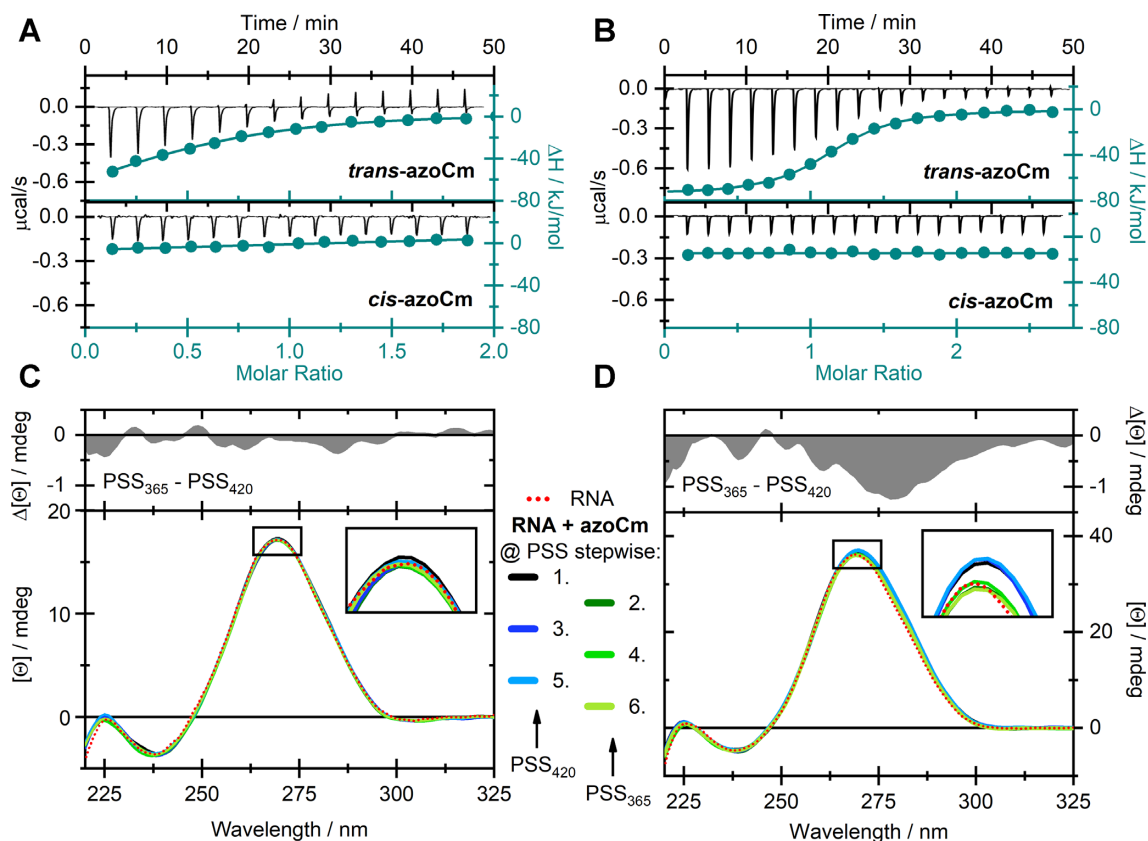 A
Time / min
0 10 20 30 40 50
0.0
-0.3
-0.6
μcal/s
0
-40
-80
ΔH / kJ/mol
trans-azoCm
0.0
-0.3
-0.6
0
-40
-80
cis-azoCm
0.0 0.5 1.0 1.5 2.0
Molar Ratio
B
Time / min
0 10 20 30 40 50
0.0
-0.3
-0.6
μcal/s
0
-40
-80
ΔH / kJ/mol
trans-azoCm
0.0
-0.3
-0.6
0
-40
-80
cis-azoCm
0 1 2
Molar Ratio
C
Δ[Θ] / mdeg
0
-1
PSS365 - PSS420
[Θ] / mdeg
20
10
0
225 250 275 300 325
Wavelength / nm
RNA
RNA + azoCm
@ PSS stepwise:
1.
2.
3.
4.
5.
6.
PSS420
PSS365
D
Δ[Θ] / mdeg
0
-1
PSS365 - PSS420
[Θ] / mdeg
40
20
0
225 250 275 300 325
Wavelength / nm